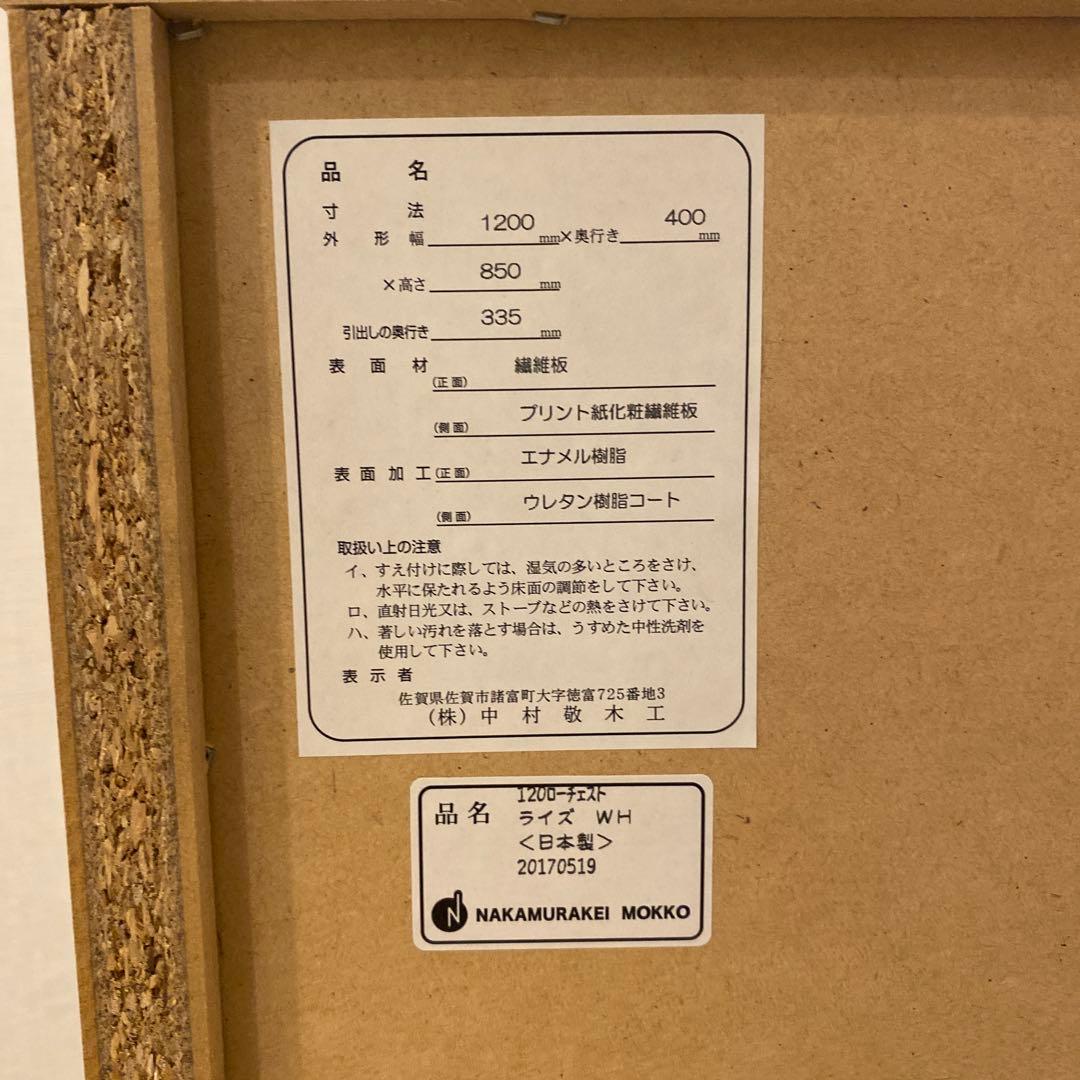 品名
寸法
外形幅 1200 mm×奥行き 400 mm
×高さ 850 mm
引出しの奥行き 335 mm
表面材 (正面) 繊維板
(側面) プリント紙化粧繊維板
表面加工 (正面) エナメル樹脂
(側面) ウレタン樹脂コート
取扱い上の注意
イ、すえ付けに際しては、湿気の多いところをさけ、
水平に保たれるよう床面の調節をして下さい。
ロ、直射日光又は、ストーブなどの熱をさけて下さい。
ハ、著しい汚れを落とす場合は、うすめた中性洗剤を
使用して下さい。
表示者
佐賀県佐賀市諸富町大字徳富725番地3
(株)中村敬木工
品名 120ローチェスト
ライズ WH
<日本製>
20170519
N NAKAMURAKEI MOKKO